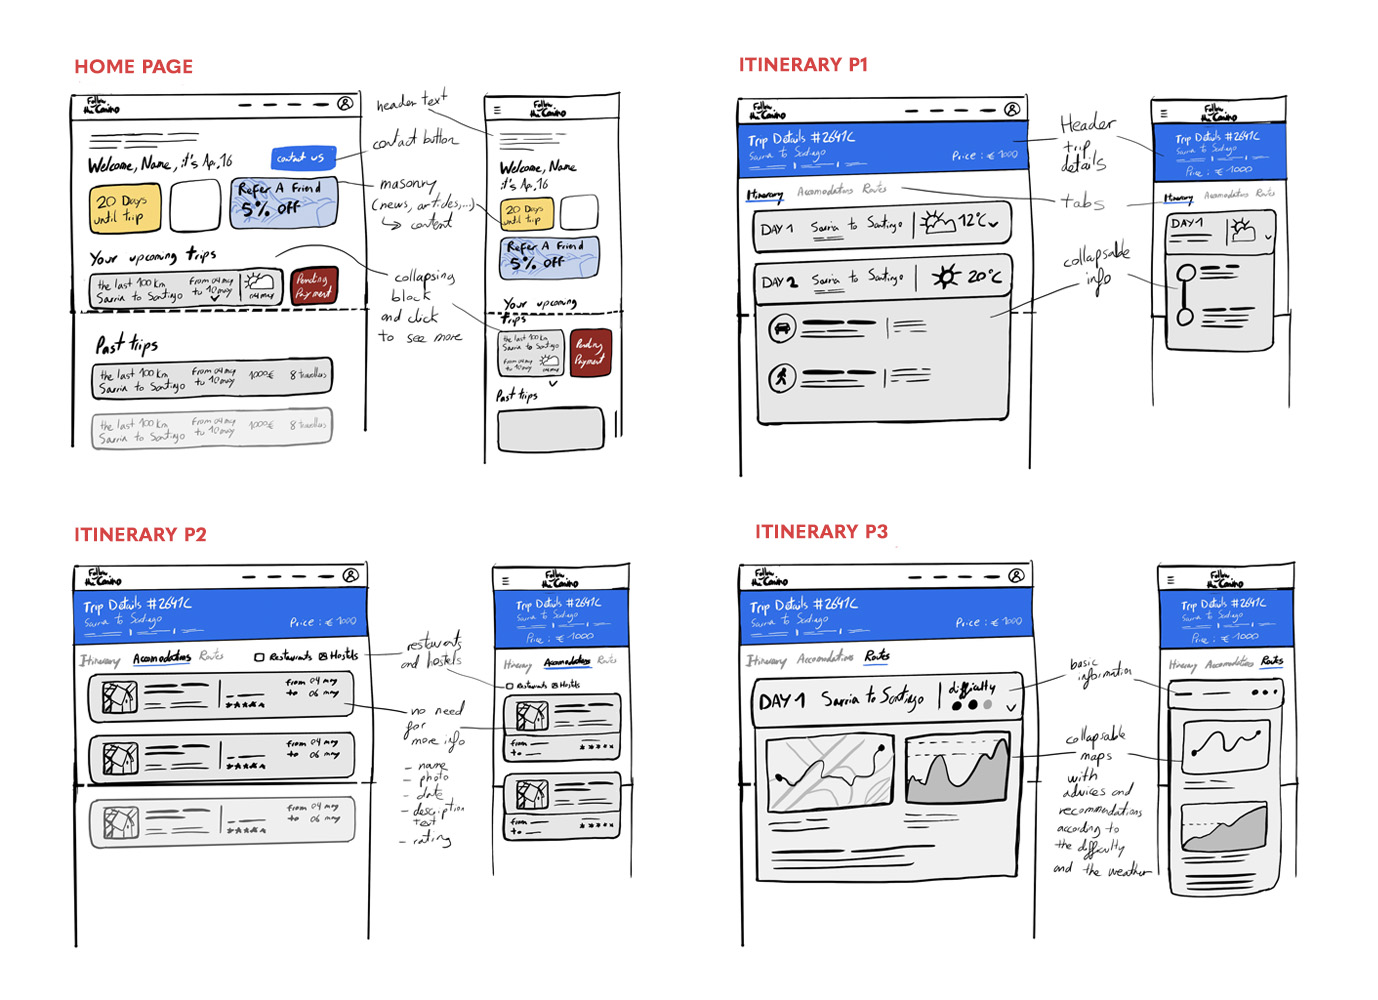 HOME PAGE
Follow
the Camino
Welcome, Name, it's Apr, 16
contact us
20 Days
until trip
Refer A Friend
5% off
Your upcoming trips
the last 100 km
Sarria to Santiago
From 04 may
to 10 may
04 may
Pending
Payment
Past trips
the last 100 km
Sarria to Santiago
From 04 may
to 10 may
1000€
8 travellers
the last 100 km
Sarria to Santiago
From 04 may
to 10 may
1000€
8 travellers
header text
contact button
masonry
(news, articles,...)
content
collapsing
block
and click
to see more
Follow
the Camino
Welcome, Name
it's Apr, 16
20 Days
until trip
Refer A Friend
5% off
Your upcoming
trips
the last 100 km
Sarria to Santiago
From 04 may
to 10 may
04 may
Pending
Payment
Past trips
ITINERARY P1
Follow
the Camino
Trip Details #2641C
Sarria to Santiago
Price : € 1000
Itinerary Accomodations Routes
DAY 1 Sarria to Santiago 12°C
DAY 2 Sarria to Santiago 20°C
Header
trip
details
tabs
collapsable
info
Follow
the Camino
Trip Details #2641C
Sarria to Santiago
Price : € 1000
Itinerary Accomodations Routes
DAY 1
ITINERARY P2
Follow
the Camino
Trip Details #2641C
Sarria to Santiago
Price : € 1000
Itinerary Accomodations Routes
Restaurants Hostels
from 04 may
to 06 may
from 04 may
to 06 may
from 04 may
to 06 may
restaurants
and hostels
no need
for
more info
- name
- photo
- date
- description
text
- rating
Follow
the Camino
Trip Details #2641C
Sarria to Santiago
Price : € 1000
Itinerary Accomodations Routes
Restaurants Hostels
from
to
from
to
ITINERARY P3
Follow
the Camino
Trip Details #2641C
Sarria to Santiago
Price : € 1000
Itinerary Accomodations Routes
DAY 1 Sarria to Santiago
difficulty
basic
information
collapsable
maps
with
advices and
recommendations
according to
the difficulty
and the weather
Follow
the Camino
Trip Details #2641C
Sarria to Santiago
Price : € 1000
Itinerary Accomodations Routes